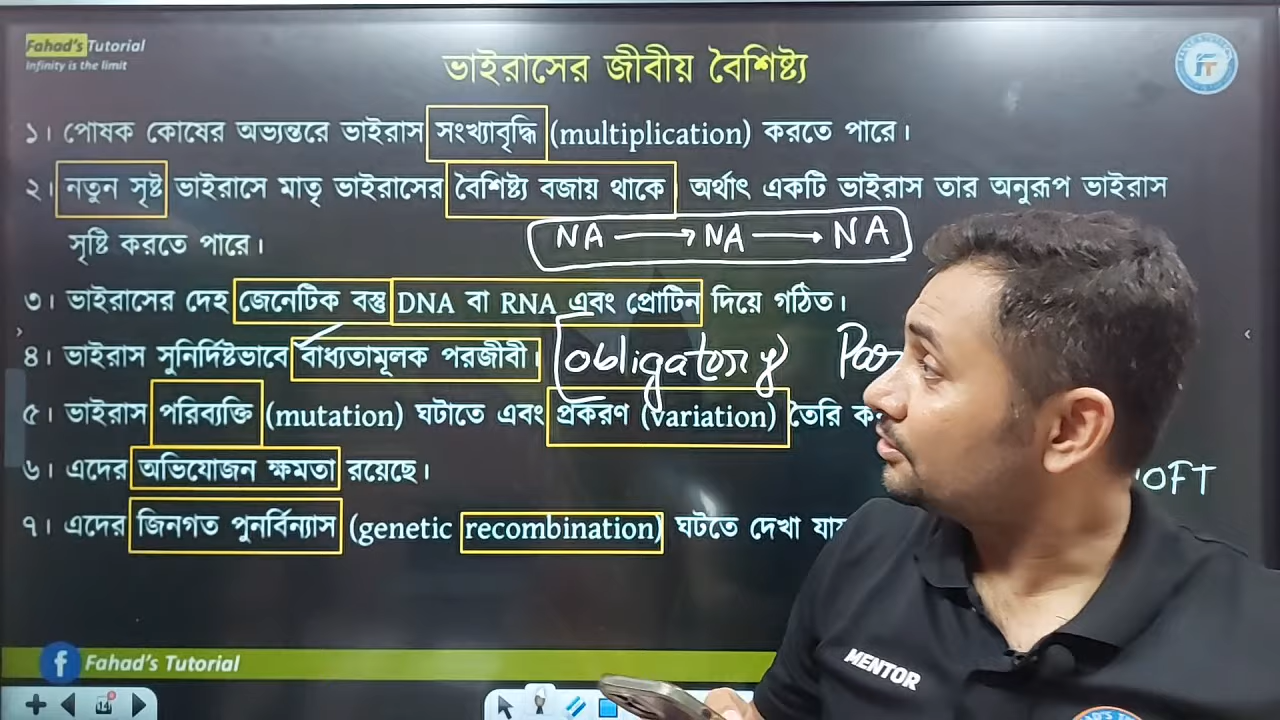 Fahad's Tutorial
Infinity is the limit
ভাইরাসের জীবীয় বৈশিষ্ট্য
১। পোষক কোষের অভ্যন্তরে ভাইরাস সংখ্যাবৃদ্ধি (multiplication) করতে পারে।
২। নতুন সৃষ্ট ভাইরাসে মাতৃ ভাইরাসের বৈশিষ্ট্য বজায় থাকে অর্থাৎ একটি ভাইরাস তার অনুরূপ ভাইরাস
সৃষ্টি করতে পারে।
NA → NA → NA
৩। ভাইরাসের দেহ জেনেটিক বস্তু DNA বা RNA এবং প্রোটিন দিয়ে গঠিত।
৪। ভাইরাস সুনির্দিষ্টভাবে বাধ্যতামূলক পরজীবী। obligatory
৫। ভাইরাস পরিব্যক্তি (mutation) ঘটাতে এবং প্রকরণ (variation) তৈরি
৬। এদের অভিযোজন ক্ষমতা রয়েছে।
৭। এদের জিনগত পুনর্বিন্যাস (genetic recombination) ঘটতে দেখা
MENTOR
Fahad's Tutorial